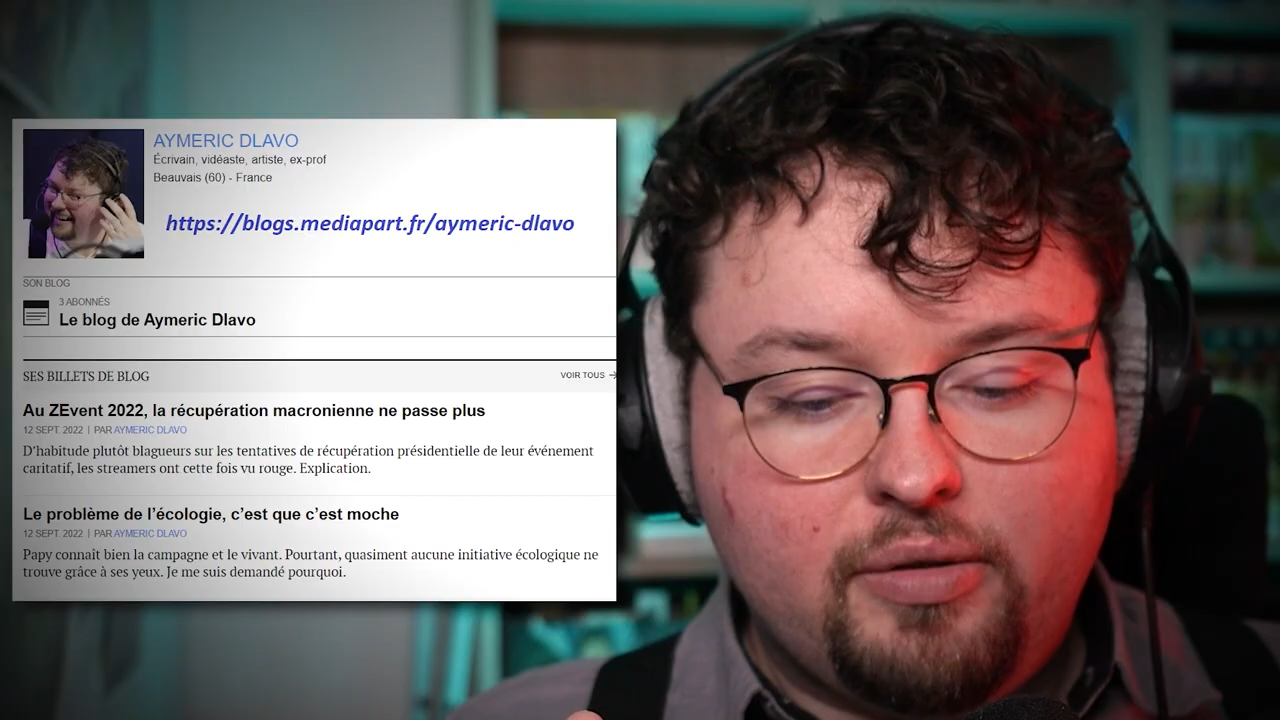 AYMERIC DLAVO
Écrivain, vidéaste, artiste, ex-prof
Beauvais (60) - France
https://blogs.mediapart.fr/aymeric-dlavo
SON BLOG
3 ABONNÉS
Le blog de Aymeric Dlavo
SES BILLETS DE BLOG
VOIR TOUS →
Au ZEvent 2022, la récupération macronienne ne passe plus
12 SEPT. 2022 | PAR AYMERIC DLAVO
D'habitude plutôt blagueurs sur les tentatives de récupération présidentielle de leur événement
caritatif, les streamers ont cette fois vu rouge. Explication.
Le problème de l'écologie, c'est que c'est moche
12 SEPT. 2022 | PAR AYMERIC DLAVO
Papy connaît bien la campagne et le vivant. Pourtant, quasiment aucune initiative écologique ne
trouve grâce à ses yeux. Je me suis demandé pourquoi.